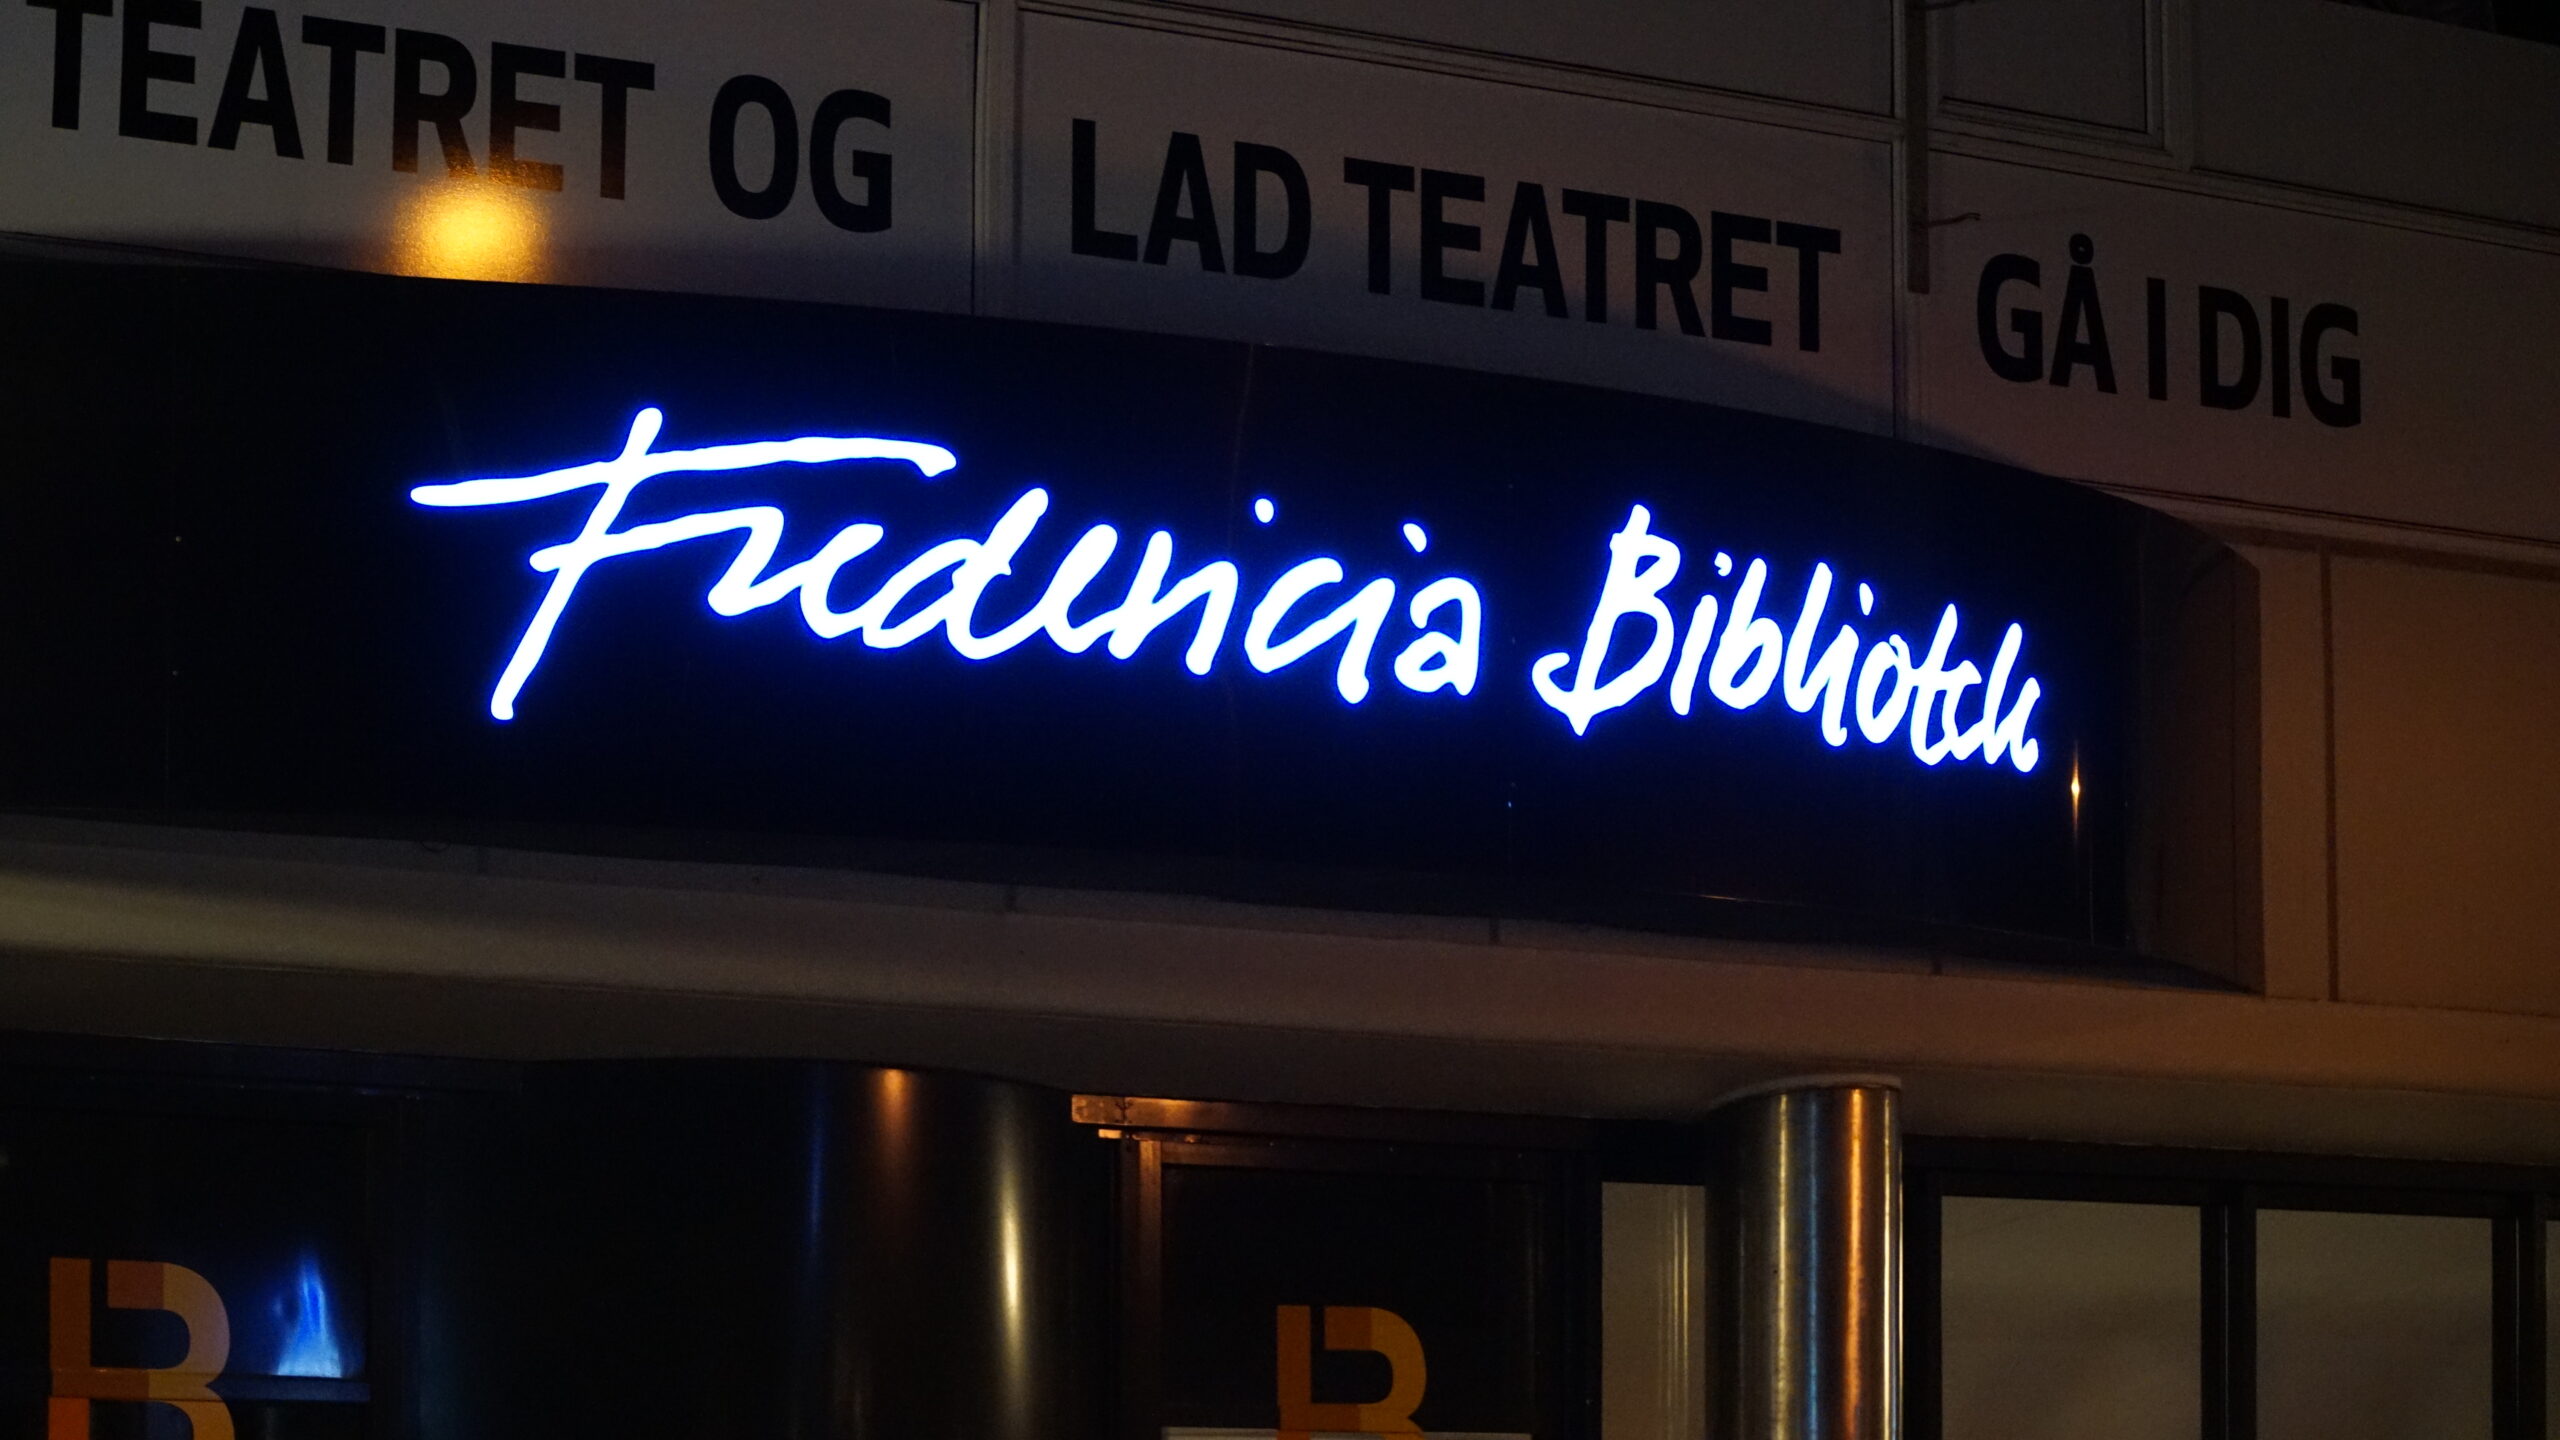 TEATRET OG LAD TEATRET GÅ I DIG
Fredericia Bibliotek
B
B